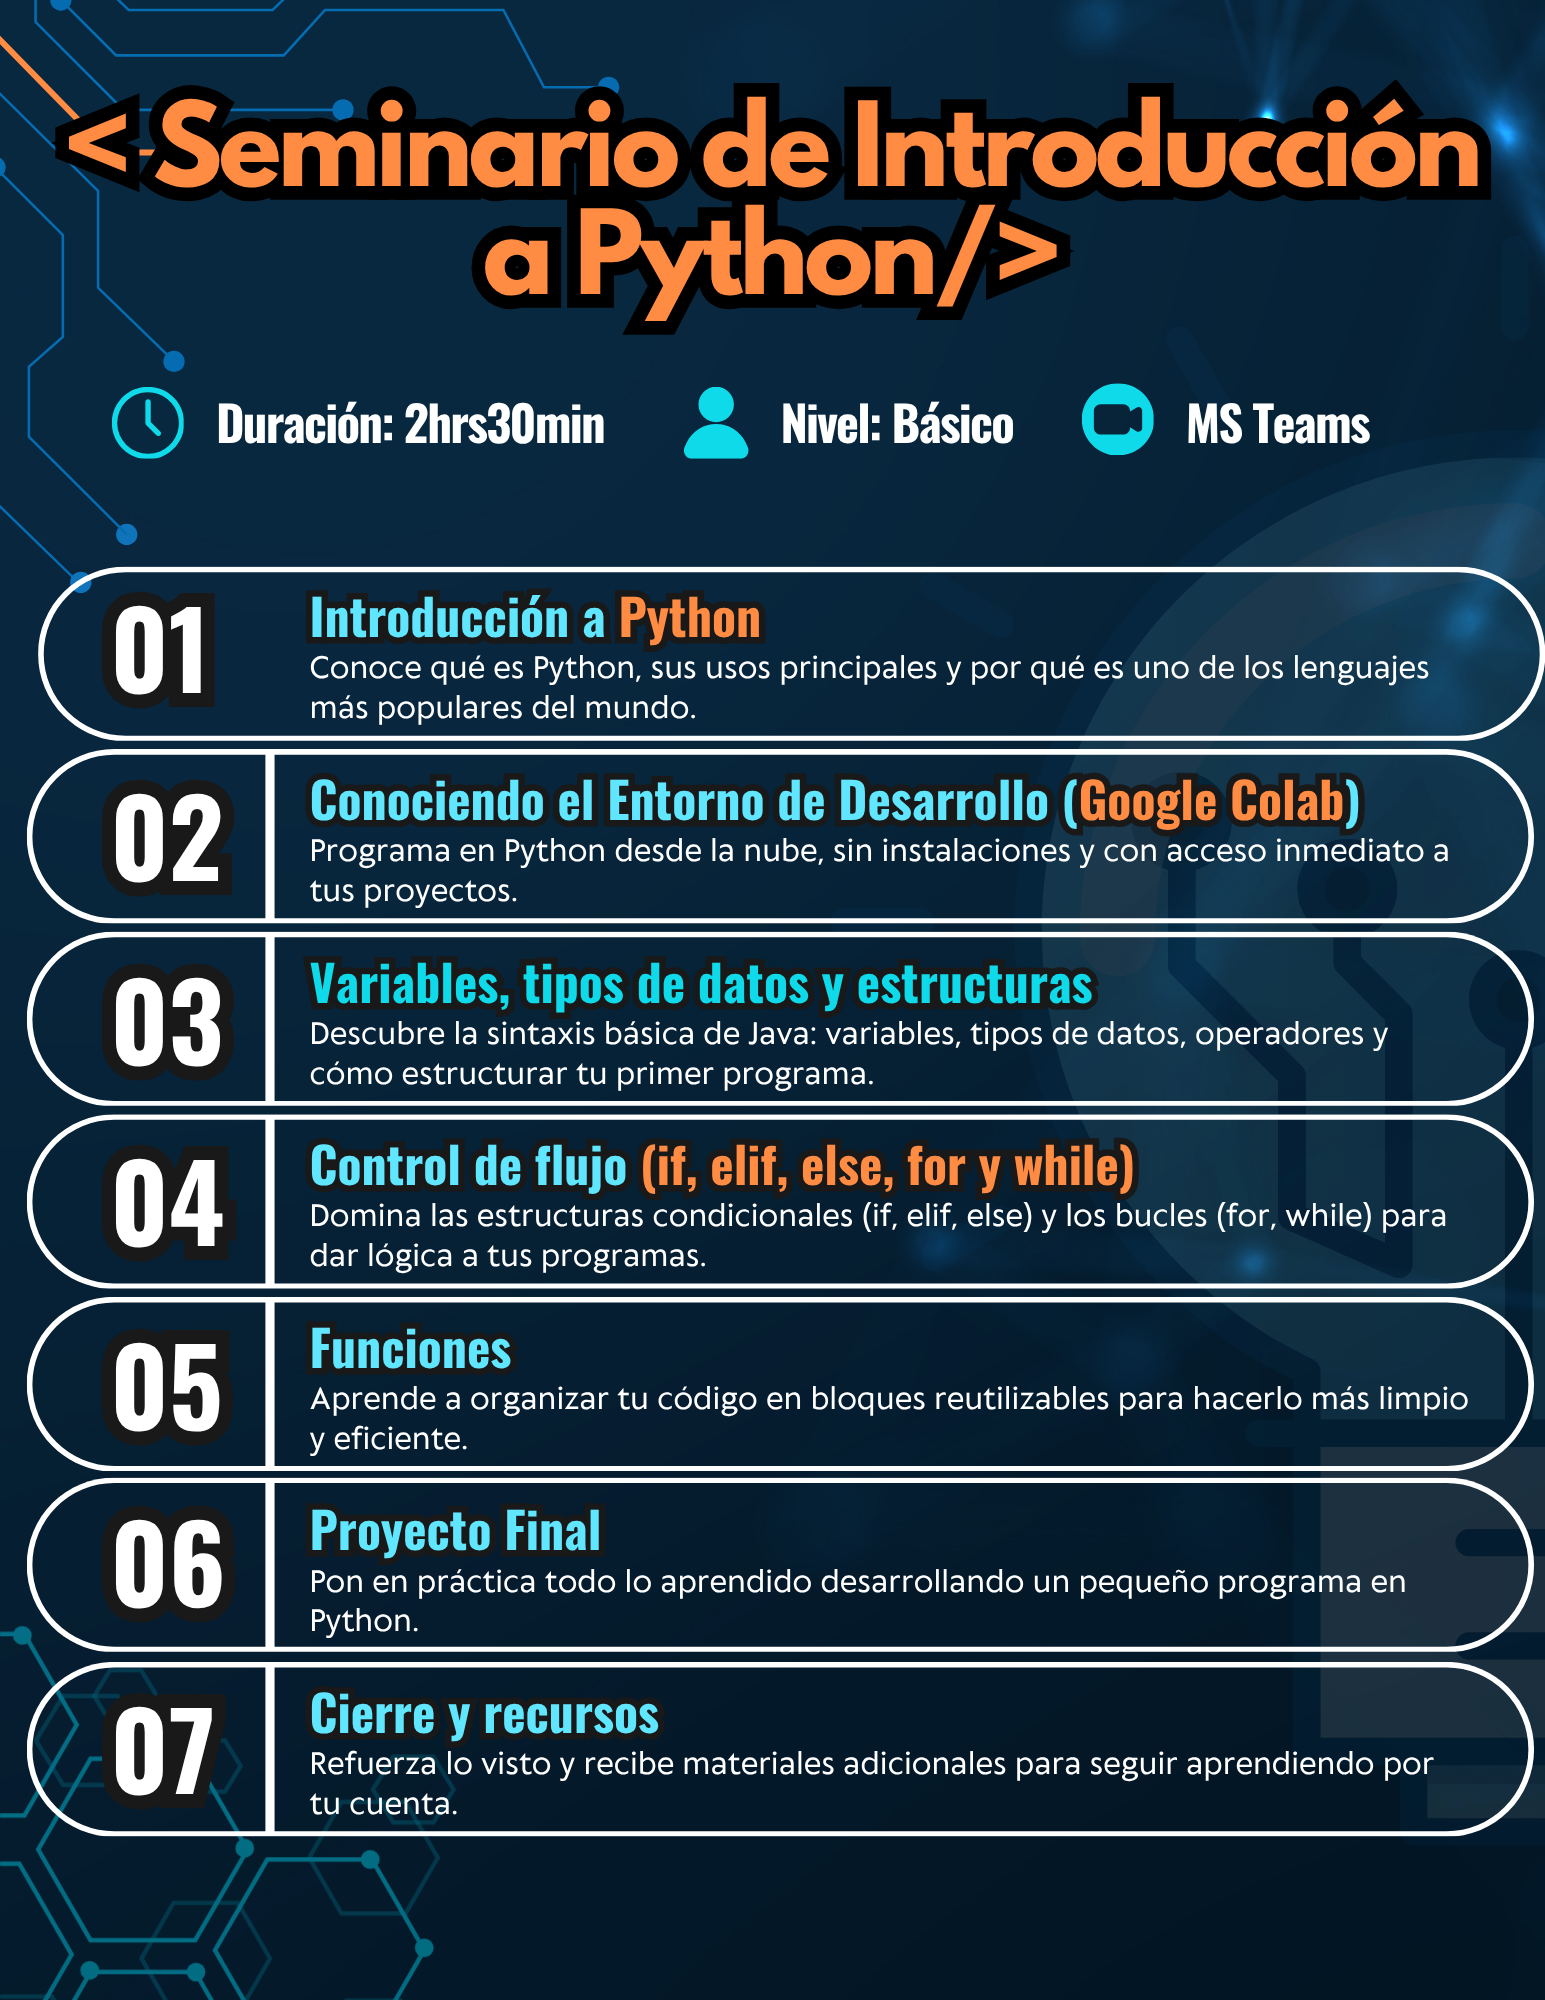 < Seminario de Introducción
a Python/>
Duración: 2hrs30min
Nivel: Básico
MS Teams
01
Introducción a Python
Conoce qué es Python, sus usos principales y por qué es uno de los lenguajes
más populares del mundo.
02
Conociendo el Entorno de Desarrollo (Google Colab)
Programa en Python desde la nube, sin instalaciones y con acceso inmediato a
tus proyectos.
03
Variables, tipos de datos y estructuras
Descubre la sintaxis básica de Java: variables, tipos de datos, operadores y
cómo estructurar tu primer programa.
04
Control de flujo (if, elif, else, for y while)
Domina las estructuras condicionales (if, elif, else) y los bucles (for, while) para
dar lógica a tus programas.
05
Funciones
Aprende a organizar tu código en bloques reutilizables para hacerlo más limpio
y eficiente.
06
Proyecto Final
Pon en práctica todo lo aprendido desarrollando un pequeño programa en
Python.
07
Cierre y recursos
Refuerza lo visto y recibe materiales adicionales para seguir aprendiendo por
tu cuenta.